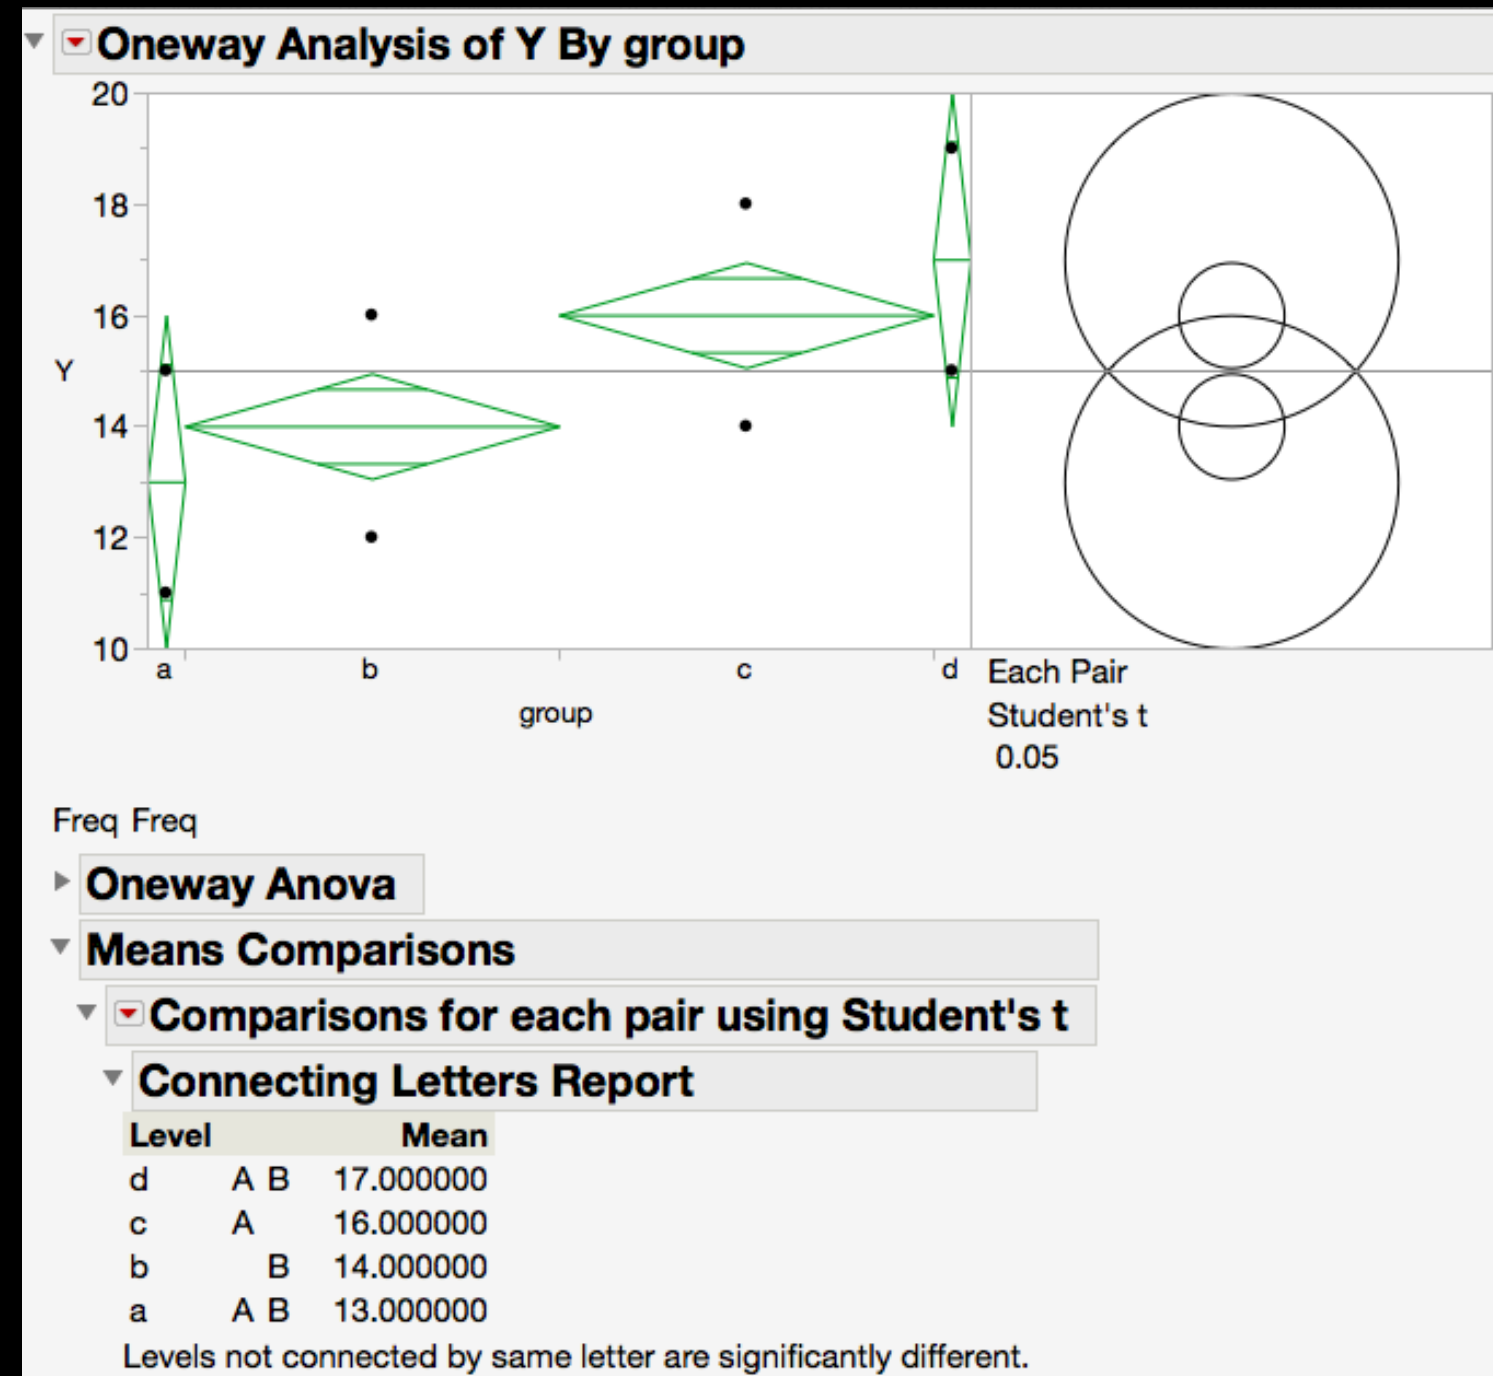 Oneway Analysis of Y By group
20
18
16
Y
14
12
10
a b c d
group
Each Pair
Student's t
0.05
Freq Freq
Oneway Anova
Means Comparisons
Comparisons for each pair using Student's t
Connecting Letters Report
Level Mean
d A B 17.000000
c A 16.000000
b B 14.000000
a A B 13.000000
Levels not connected by same letter are significantly different.